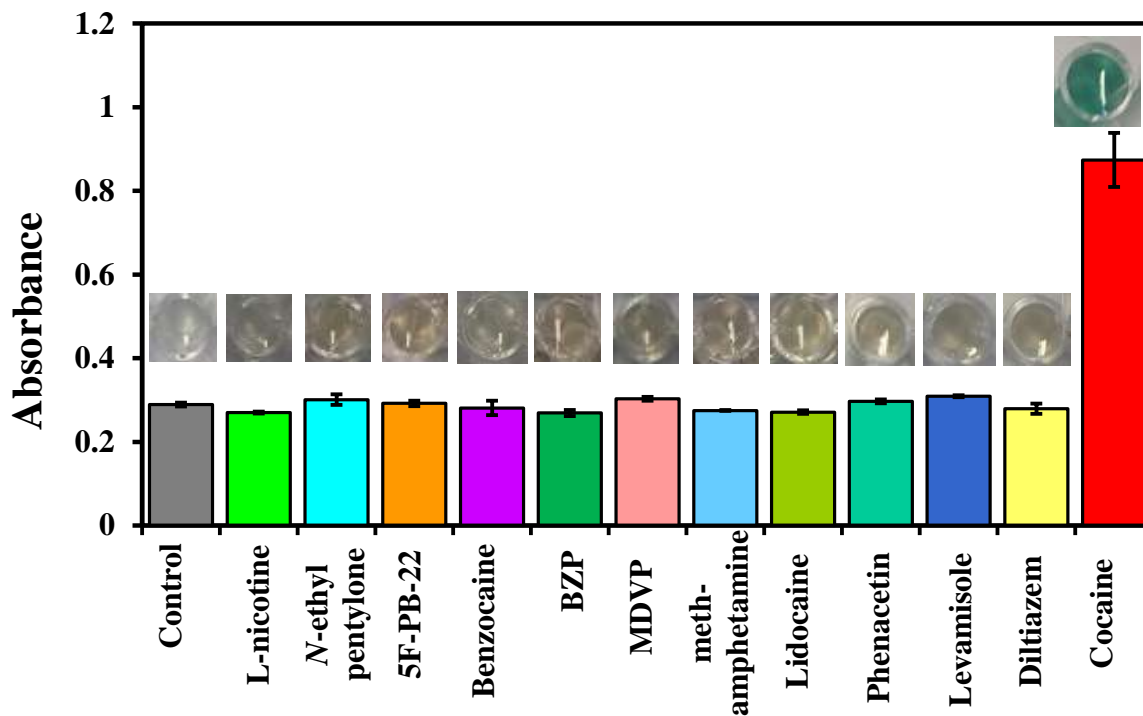 1.2
1
0.8
0.6
0.4
0.2
0
Absorbance
Control
L-nicotine
N-ethyl
pentylone
5F-PB-22
Benzocaine
BZP
MDVP
meth-
amphetamine
Lidocaine
Phenacetin
Levamisole
Diltiazem
Cocaine